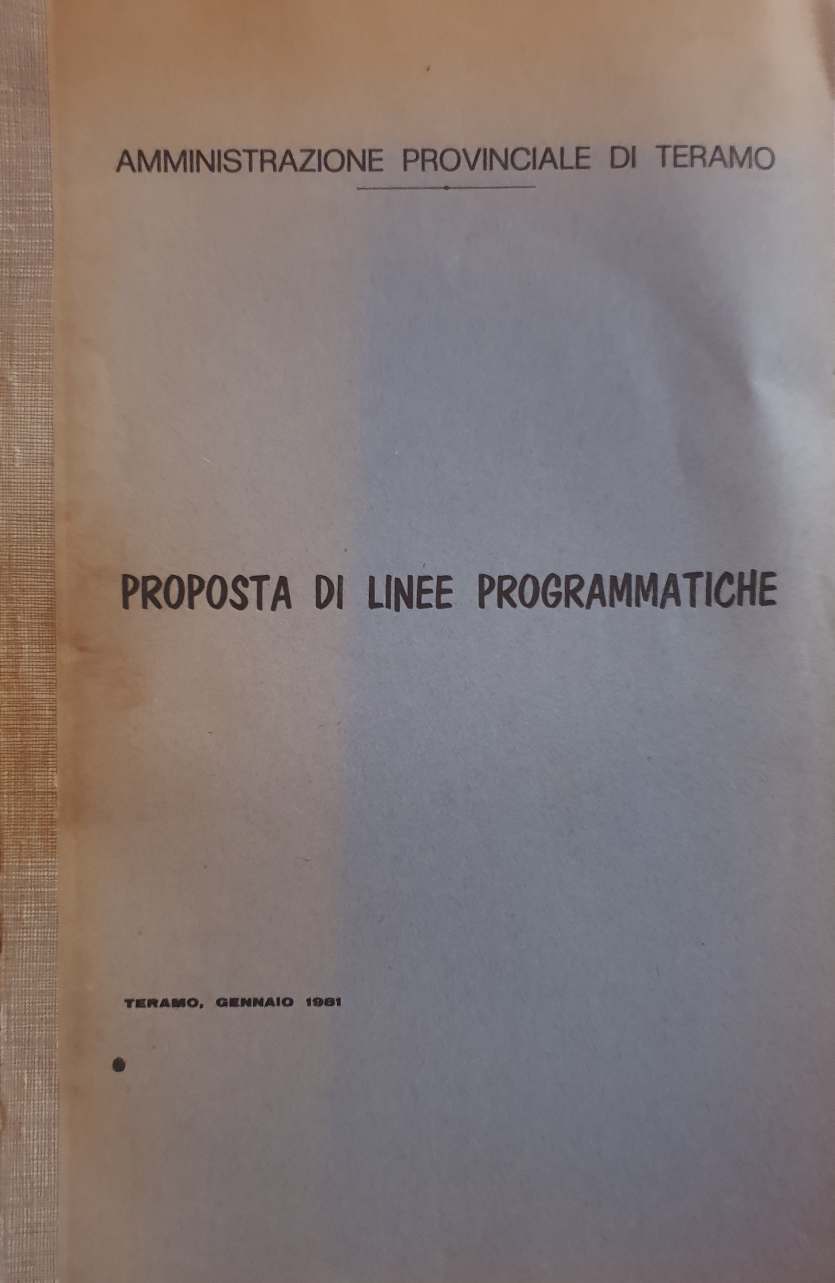 AMMINISTRAZIONE PROVINCIALE DI TERAMO
PROPOSTA DI LINEE PROGRAMMATICHE
TERAMO, GENNAIO 1981